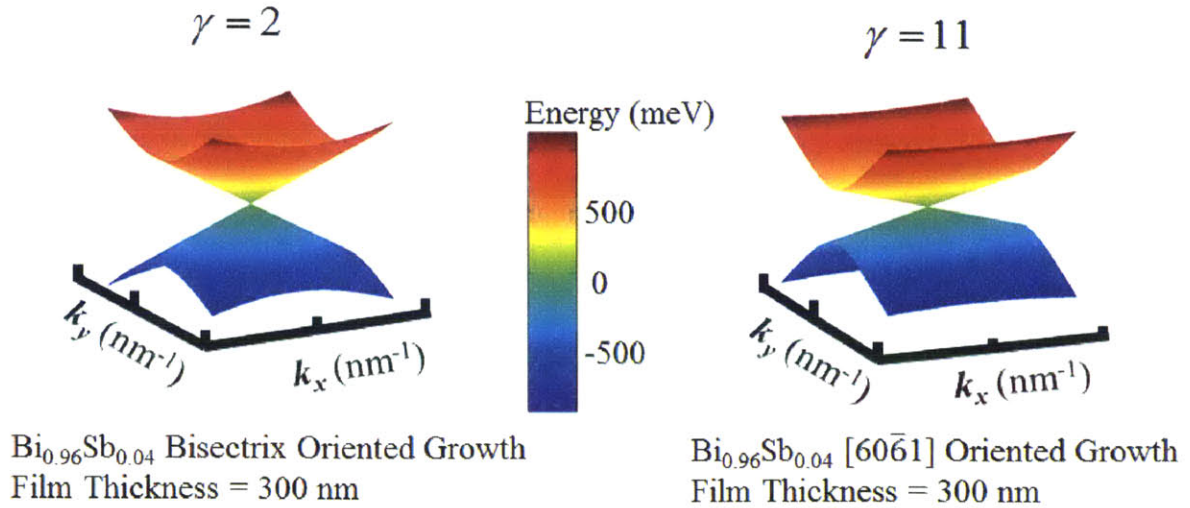 γ = 2
γ = 11
Energy (meV)
500
0
-500
k_y (nm⁻¹)
k_x (nm⁻¹)
k_y (nm⁻¹)
k_x (nm⁻¹)
Bi₀.₉₆Sb₀.₀₄ Bisectrix Oriented Growth
Film Thickness = 300 nm
Bi₀.₉₆Sb₀.₀₄ [606̄1] Oriented Growth
Film Thickness = 300 nm